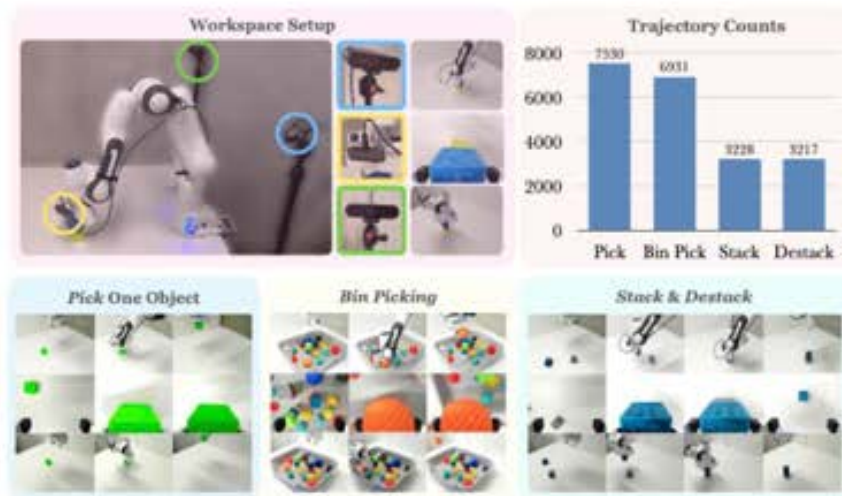 Workspace Setup
Trajectory Counts
8000
7530
6931
6000
4000
3228
3217
2000
0
Pick
Bin Pick
Stack
Destack
Pick One Object
Bin Picking
Stack & Destack